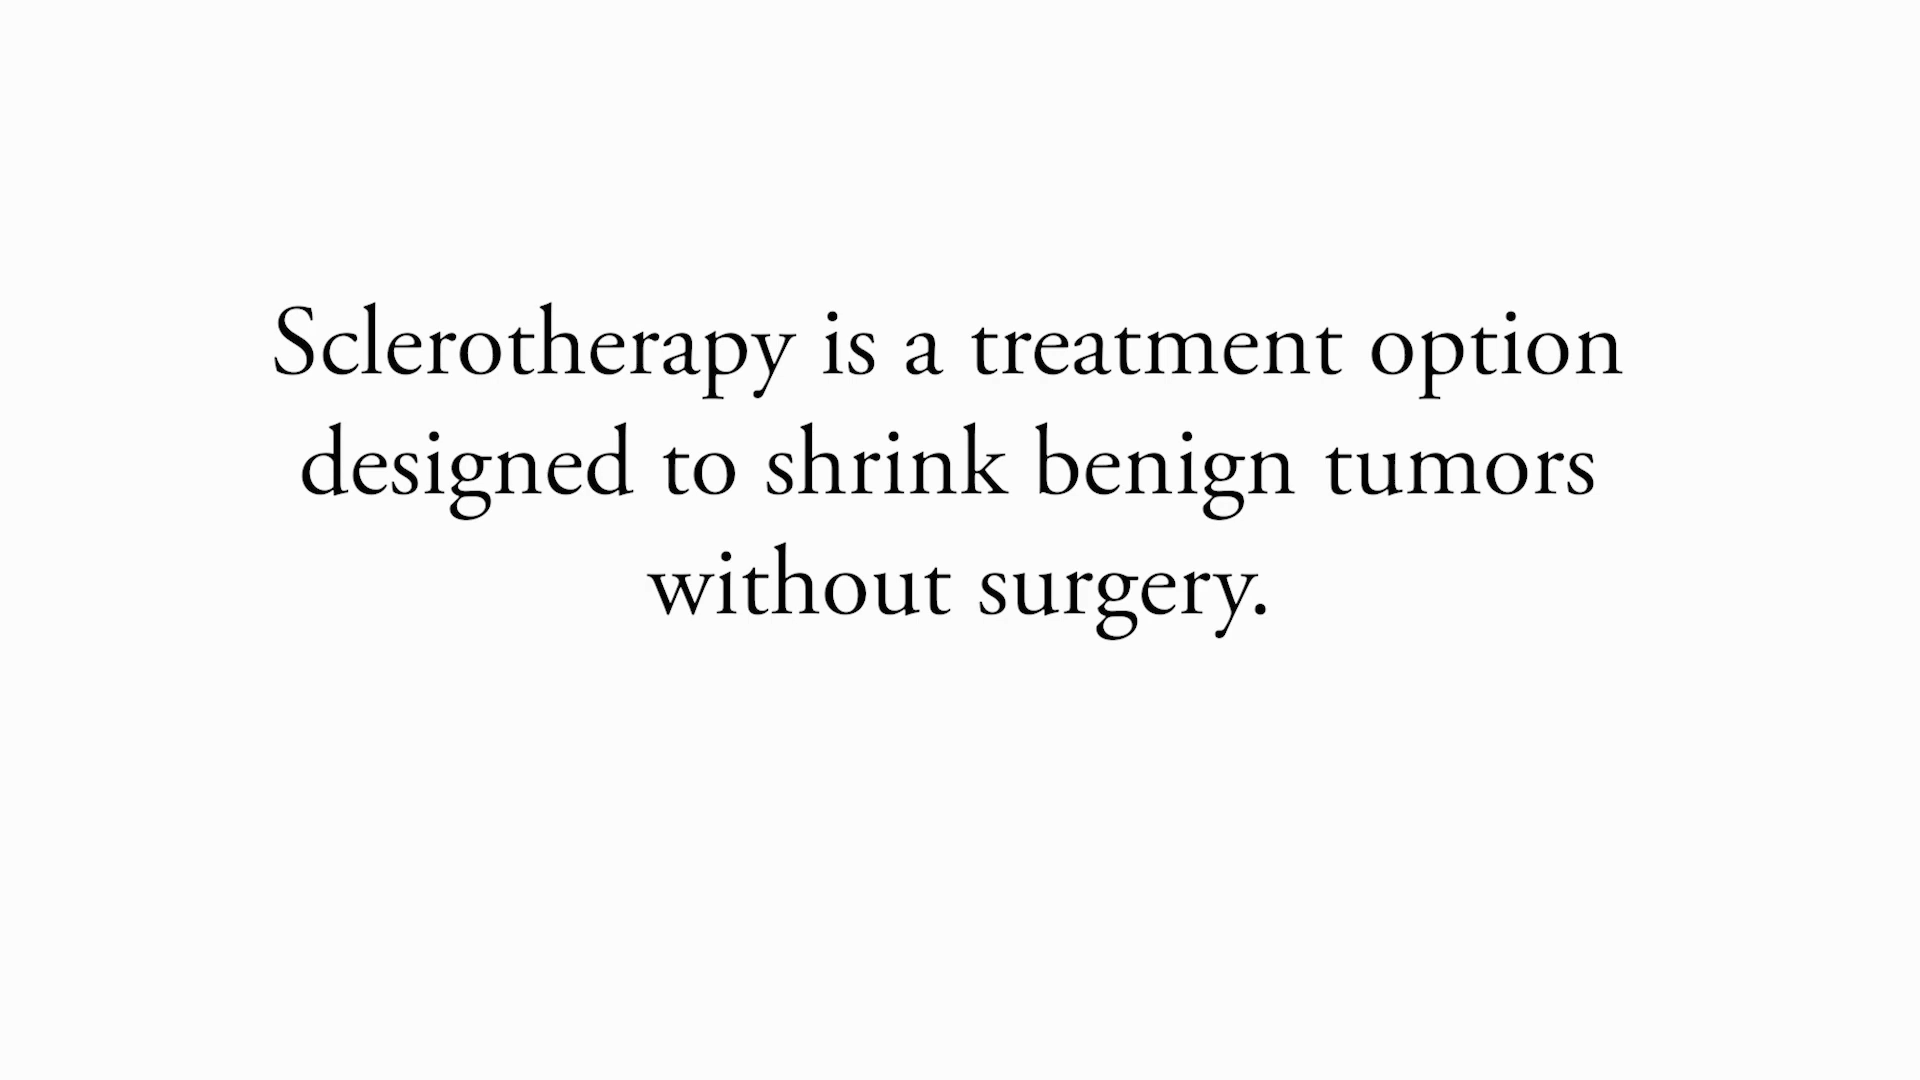 Sclerotherapy is a treatment option
designed to shrink benign tumors
without surgery.